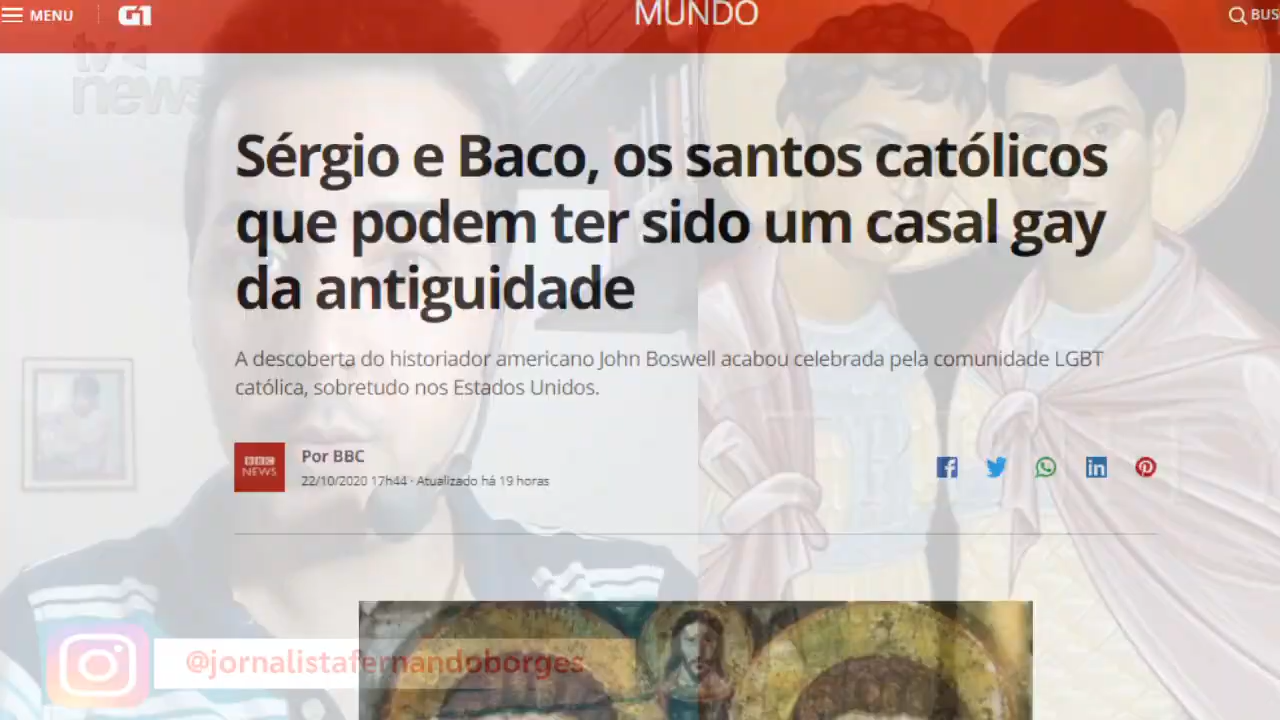 MENU
G1
MUNDO
BUS
tv
news
Sérgio e Baco, os santos católicos
que podem ter sido um casal gay
da antiguidade
A descoberta do historiador americano John Boswell acabou celebrada pela comunidade LGBT
católica, sobretudo nos Estados Unidos.
BBC
NEWS
Por BBC
22/10/2020 17h44 · Atualizado há 19 horas
@jornalistafernandoborges